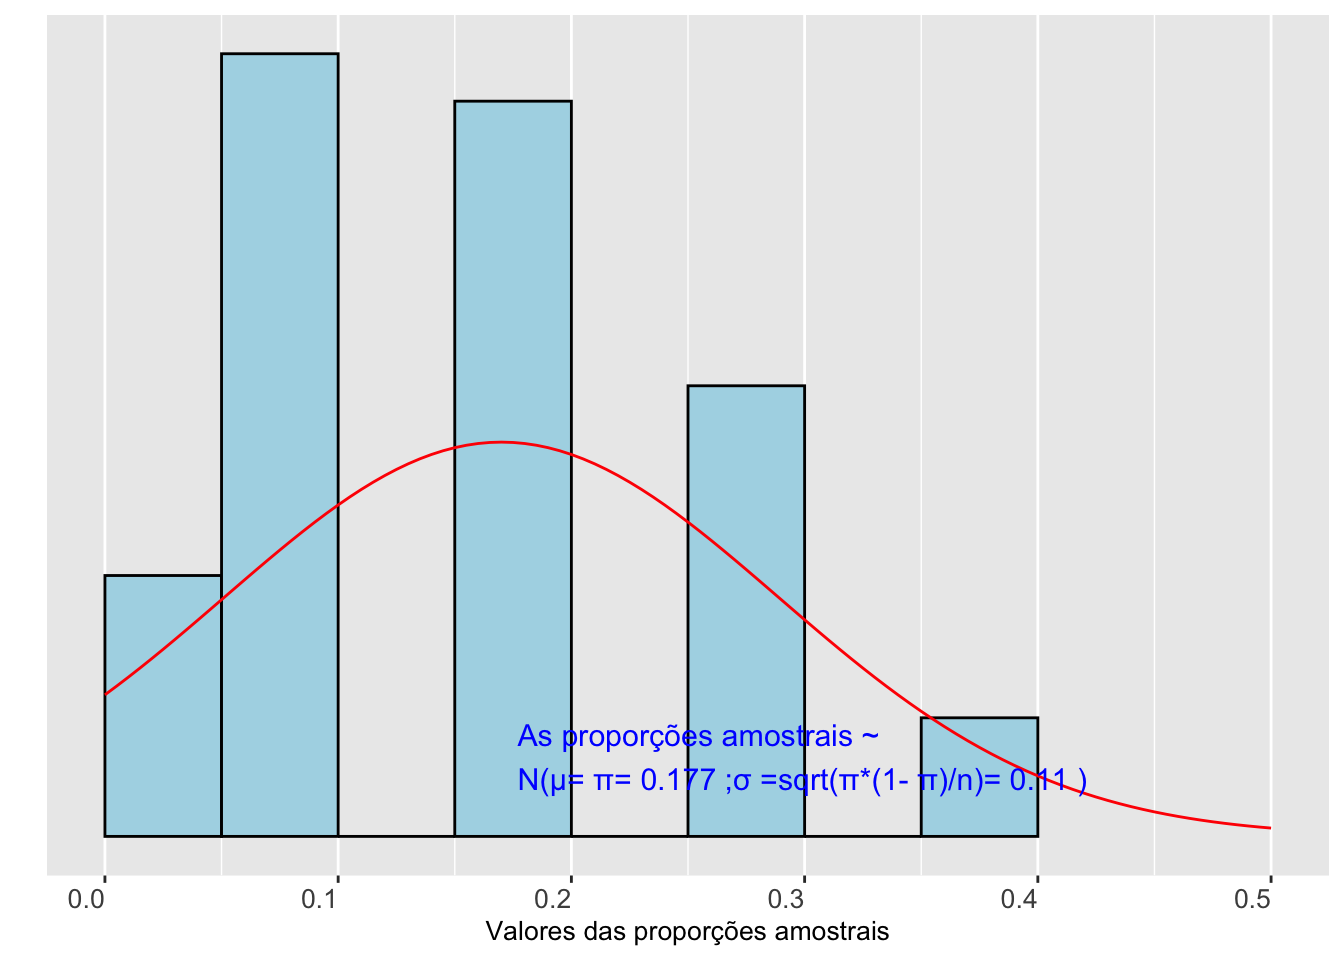 As proporções amostrais ~
N(μ= π= 0.177 ;σ =sqrt(π*(1- π)/n)= 0.11 )
0.0 0.1 0.2 0.3 0.4 0.5
Valores das proporções amostrais